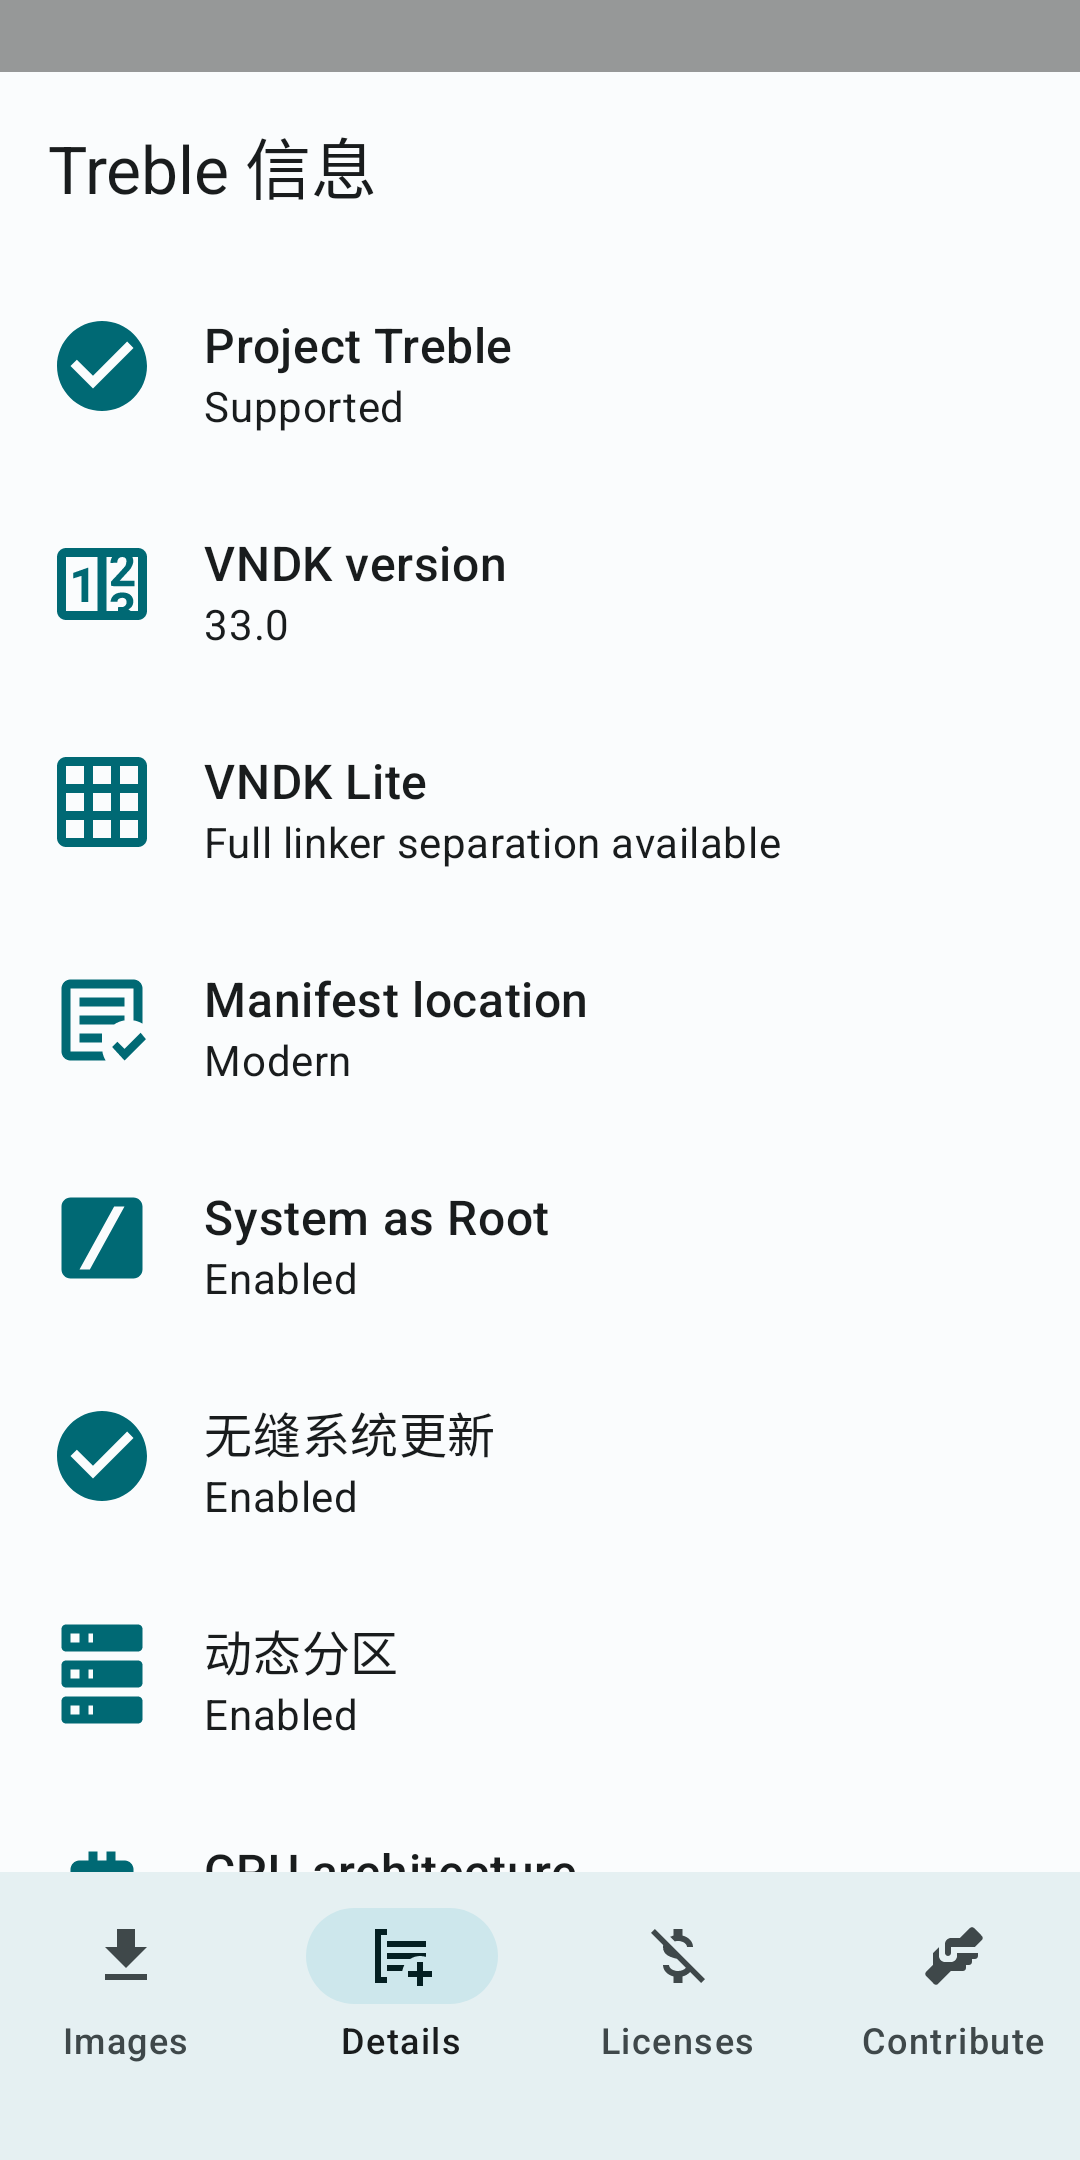 Treble 信息
Project Treble
Supported
VNDK version
33.0
VNDK Lite
Full linker separation available
Manifest location
Modern
System as Root
Enabled
无缝系统更新
Enabled
动态分区
Enabled
CPU architecture
Images
Details
Licenses
Contribute